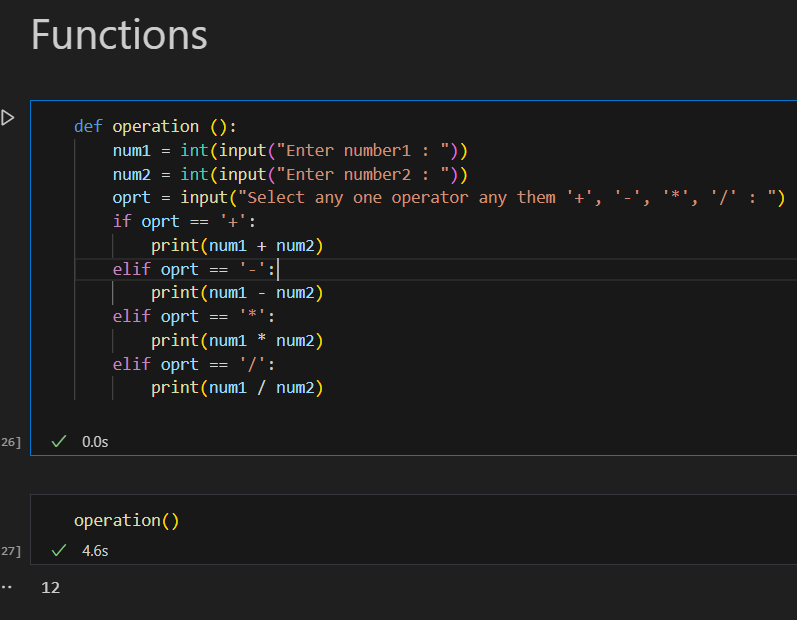 Functions
def operation ():
    num1 = int(input("Enter number1 : "))
    num2 = int(input("Enter number2 : "))
    oprt = input("Select any one operator any them '+', '-', '*', '/' : ")
    if oprt == '+':
        print(num1 + num2)
    elif oprt == '-':
        print(num1 - num2)
    elif oprt == '*':
        print(num1 * num2)
    elif oprt == '/':
        print(num1 / num2)
26] ✓ 0.0s
operation()
27] ✓ 4.6s
·· 12